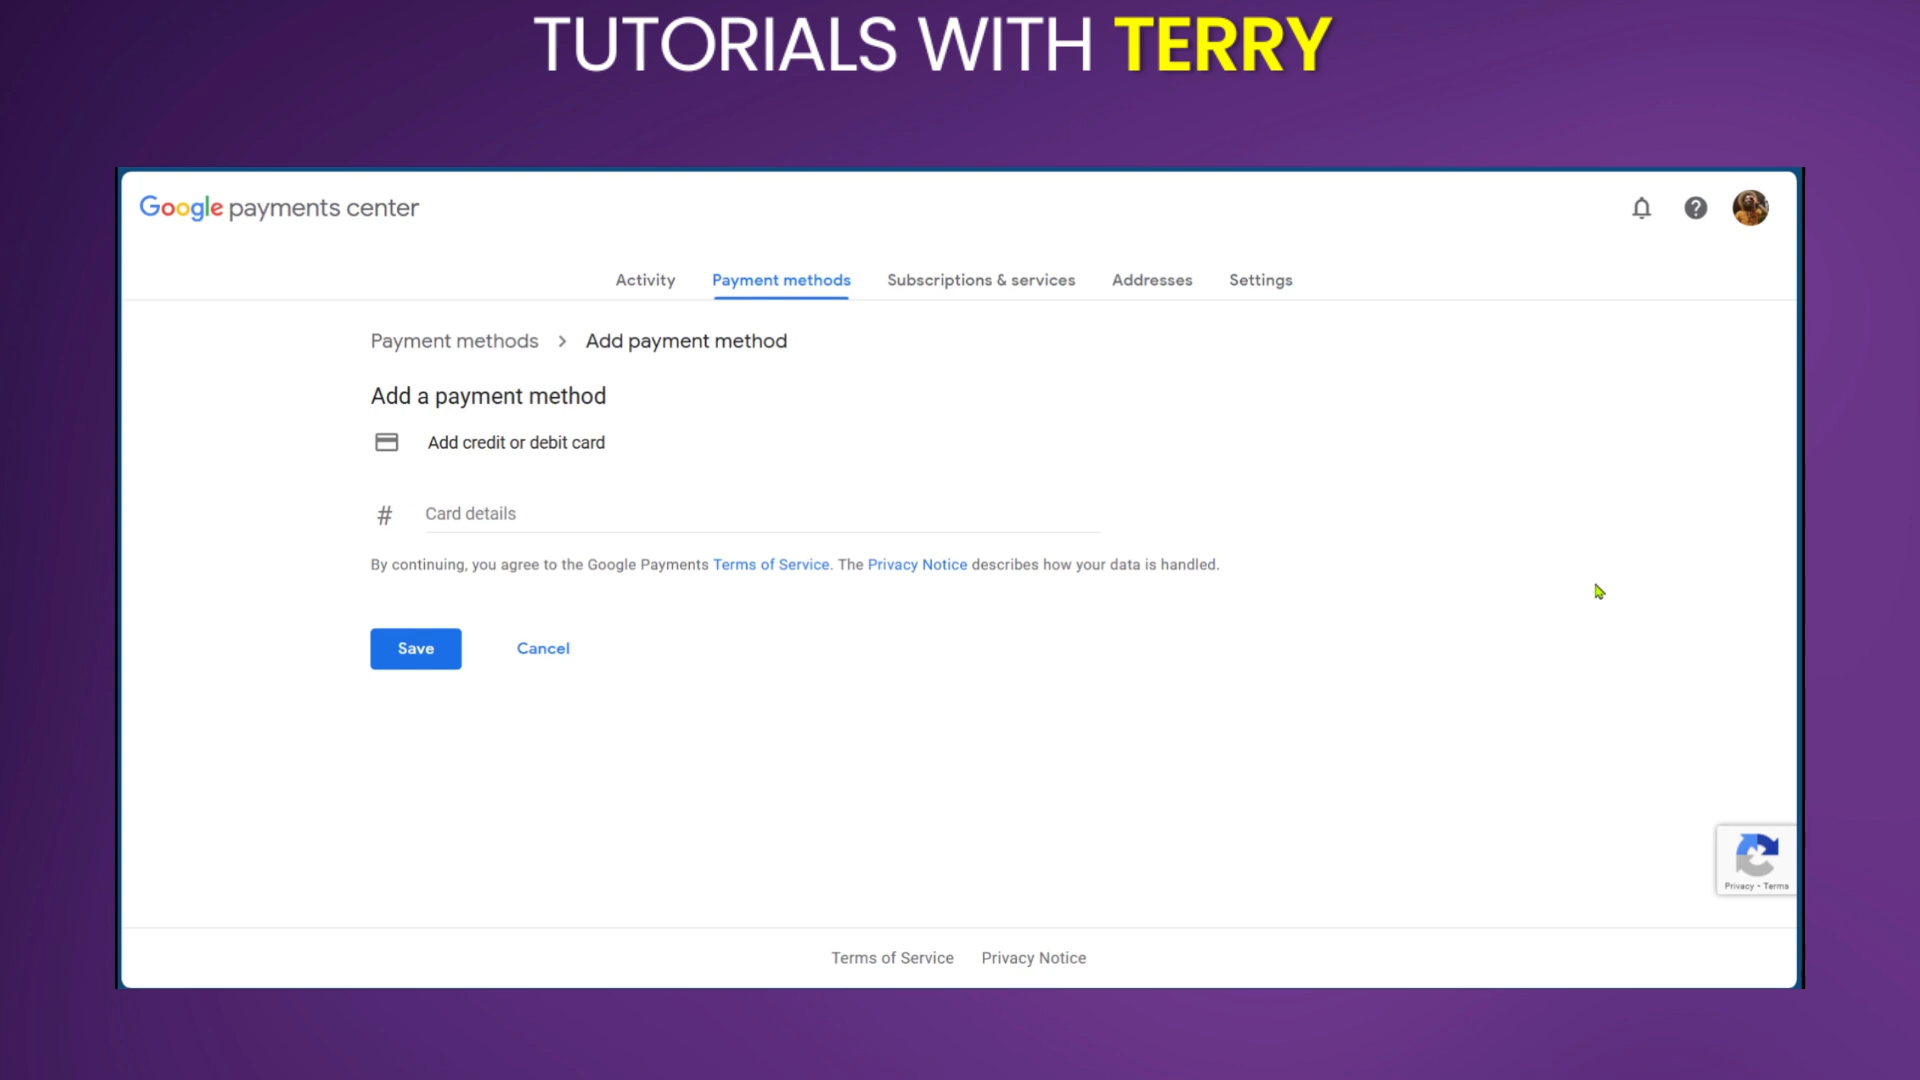 TUTORIALS WITH TERRY
Google payments center
Activity Payment methods Subscriptions & services Addresses Settings
Payment methods > Add payment method
Add a payment method
Add credit or debit card
# Card details
By continuing, you agree to the Google Payments Terms of Service. The Privacy Notice describes how your data is handled.
Save Cancel
Privacy - Terms
Terms of Service Privacy Notice